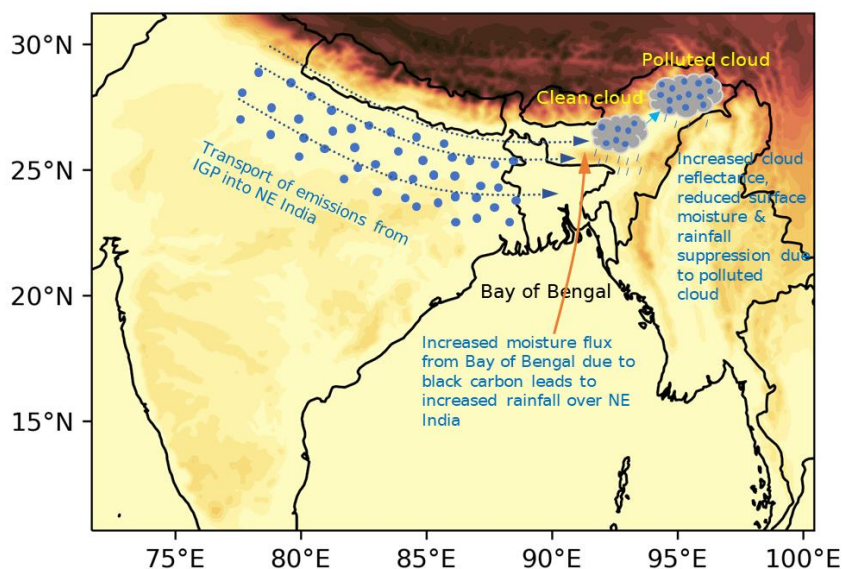 30°N
25°N
20°N
15°N
Polluted cloud
Clean cloud
Transport of emissions from
IGP into NE India
Increased cloud
reflectance,
reduced surface
moisture &
rainfall
suppression due
to polluted
cloud
Bay of Bengal
Increased moisture flux
from Bay of Bengal due to
black carbon leads to
increased rainfall over NE
India
75°E
80°E
85°E
90°E
95°E
100°E